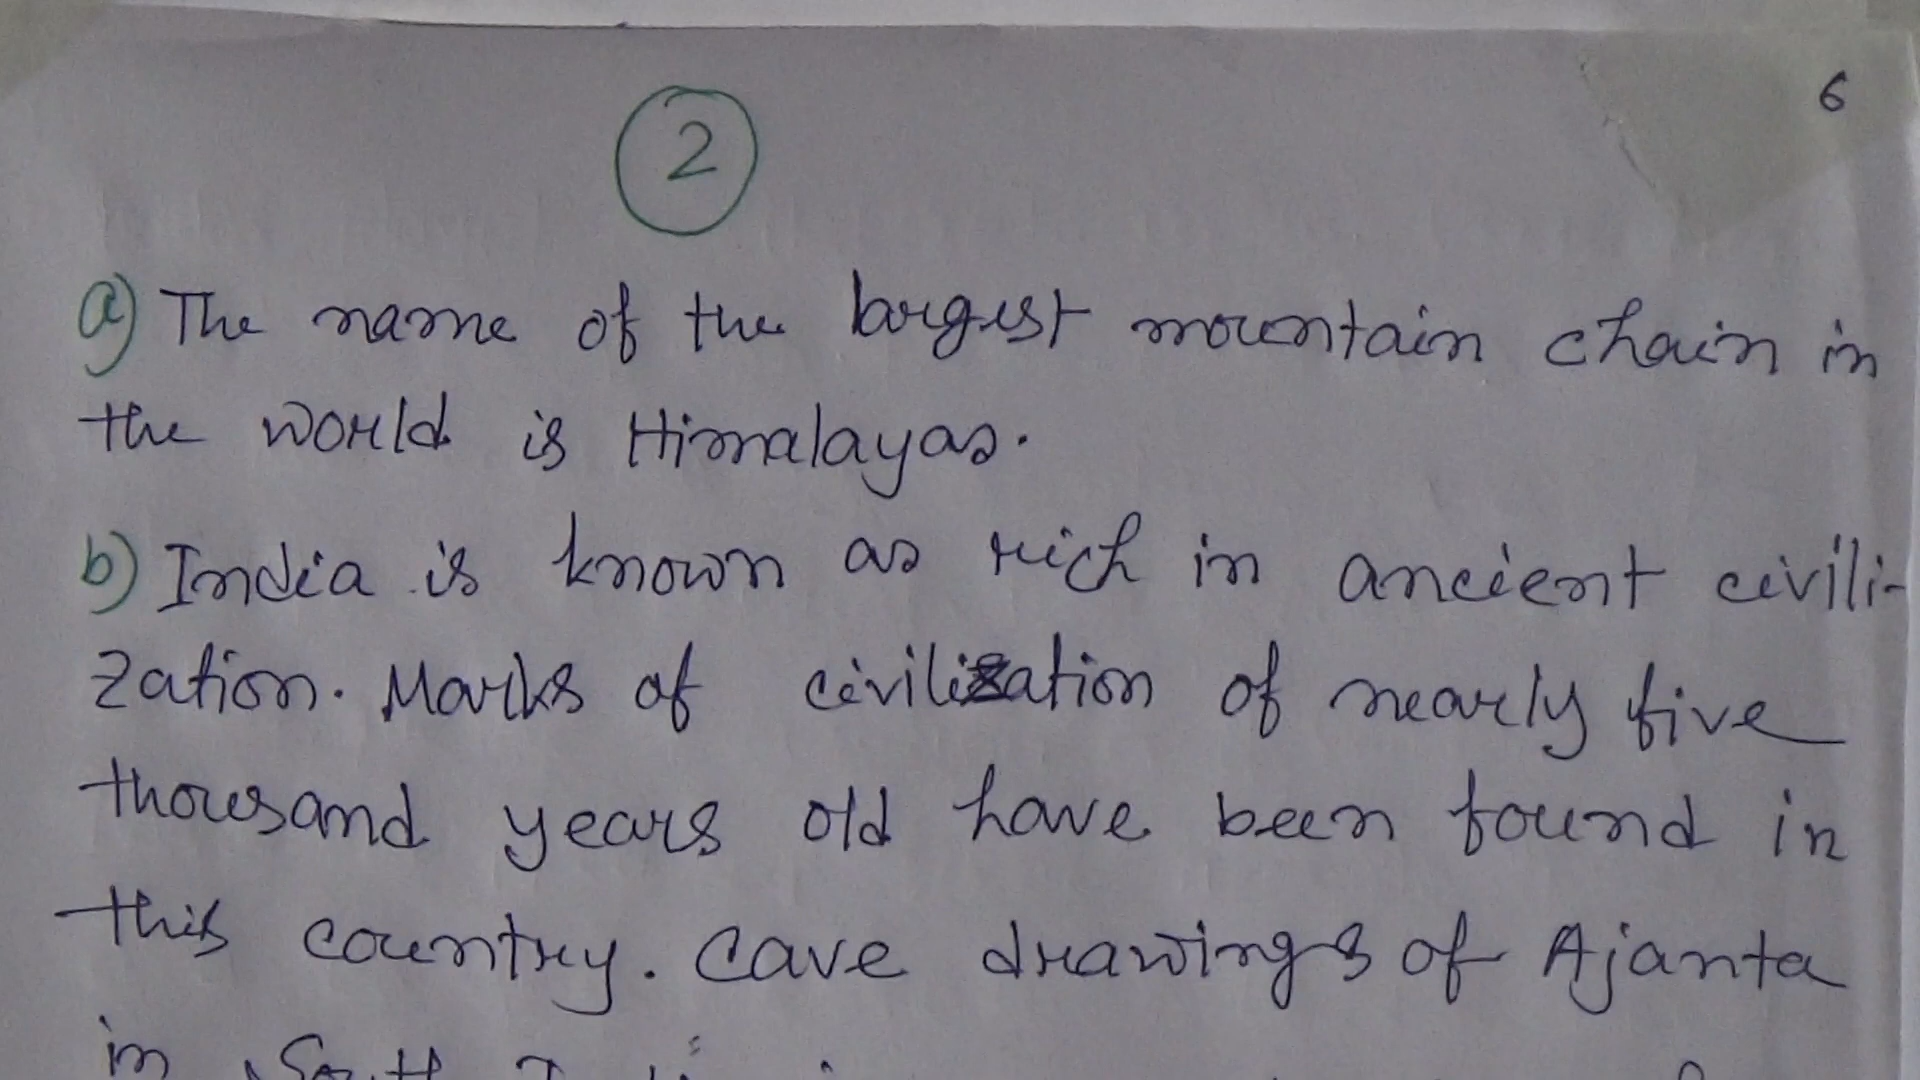 6
2
a) The name of the largest mountain chain in
the world is Himalayas.
b) India is known as rich in ancient civili-
zation. Marks of civilization of nearly five
thousand years old have been found in
this country. Cave drawings of Ajanta
in South